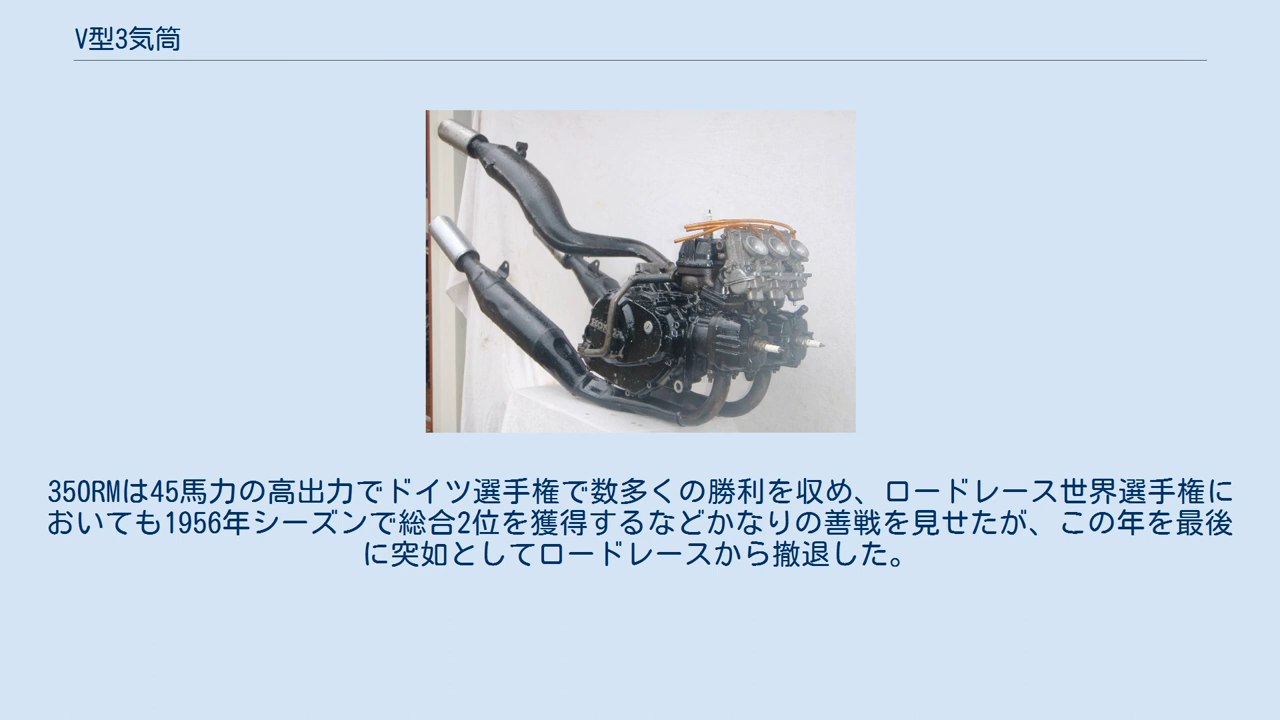 V型3気筒
350RMは45馬力の高出力でドイツ選手権で数多くの勝利を収め、ロードレース世界選手権に
おいても1956年シーズンで総合2位を獲得するなどかなりの善戦を見せたが、この年を最後
に突如としてロードレースから撤退した。